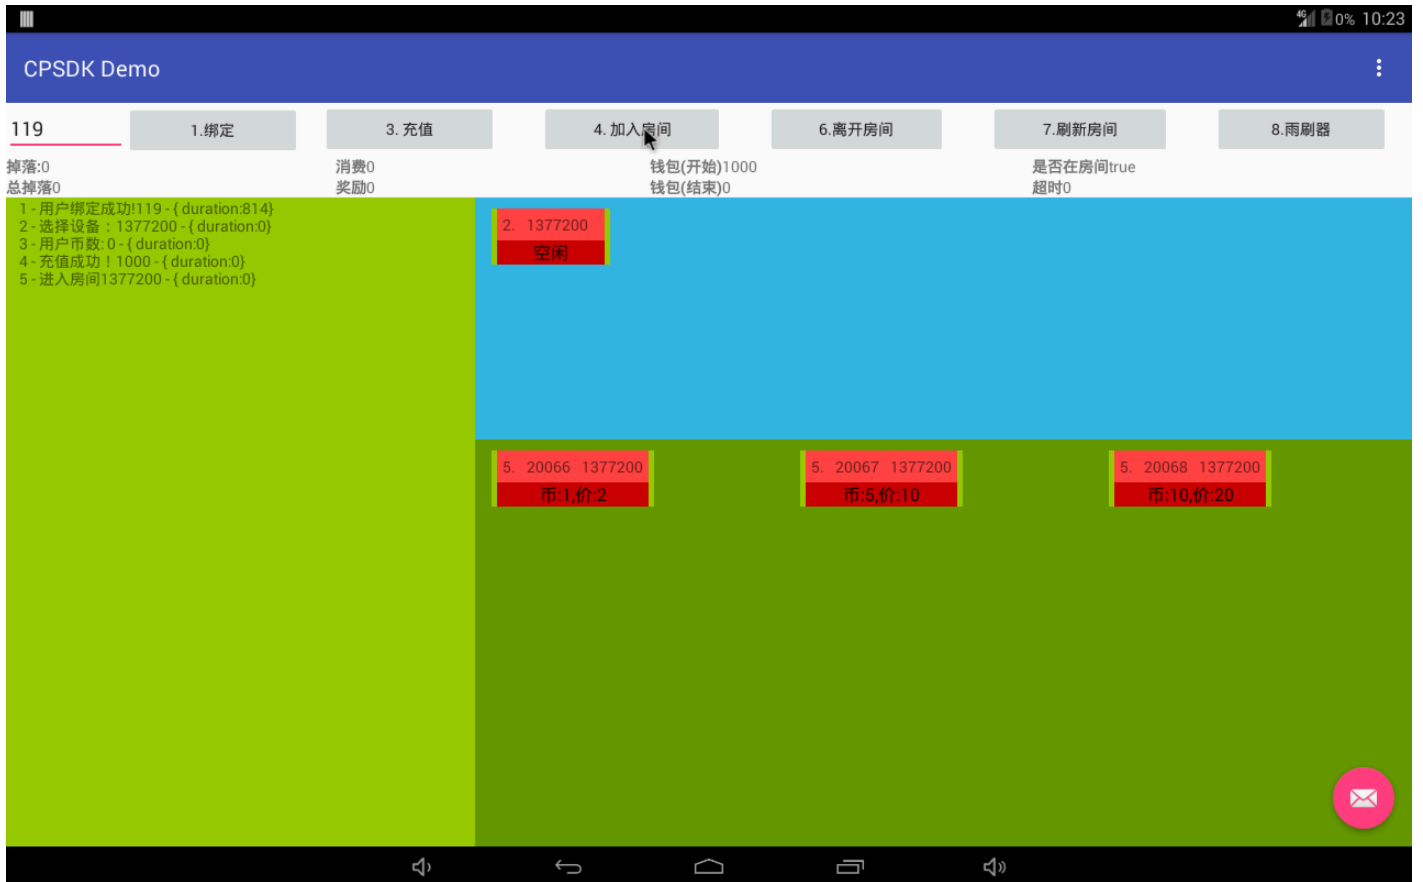 4G 0% 10:23
CPSDK Demo
119 1.绑定 3. 充值 4. 加入房间 6.离开房间 7.刷新房间 8.雨刷器
掉落:0 消费0 钱包(开始)1000 是否在房间true
总掉落0 奖励0 钱包(结束)0 超时0
1 - 用户绑定成功!119 - { duration:814}
2 - 选择设备：1377200 - { duration:0}
3 - 用户币数: 0 - { duration:0}
4 - 充值成功！1000 - { duration:0}
5 - 进入房间1377200 - { duration:0}
2. 1377200
空闲
5. 20066 1377200
币:1,价:2
5. 20067 1377200
币:5,价:10
5. 20068 1377200
币:10,价:20